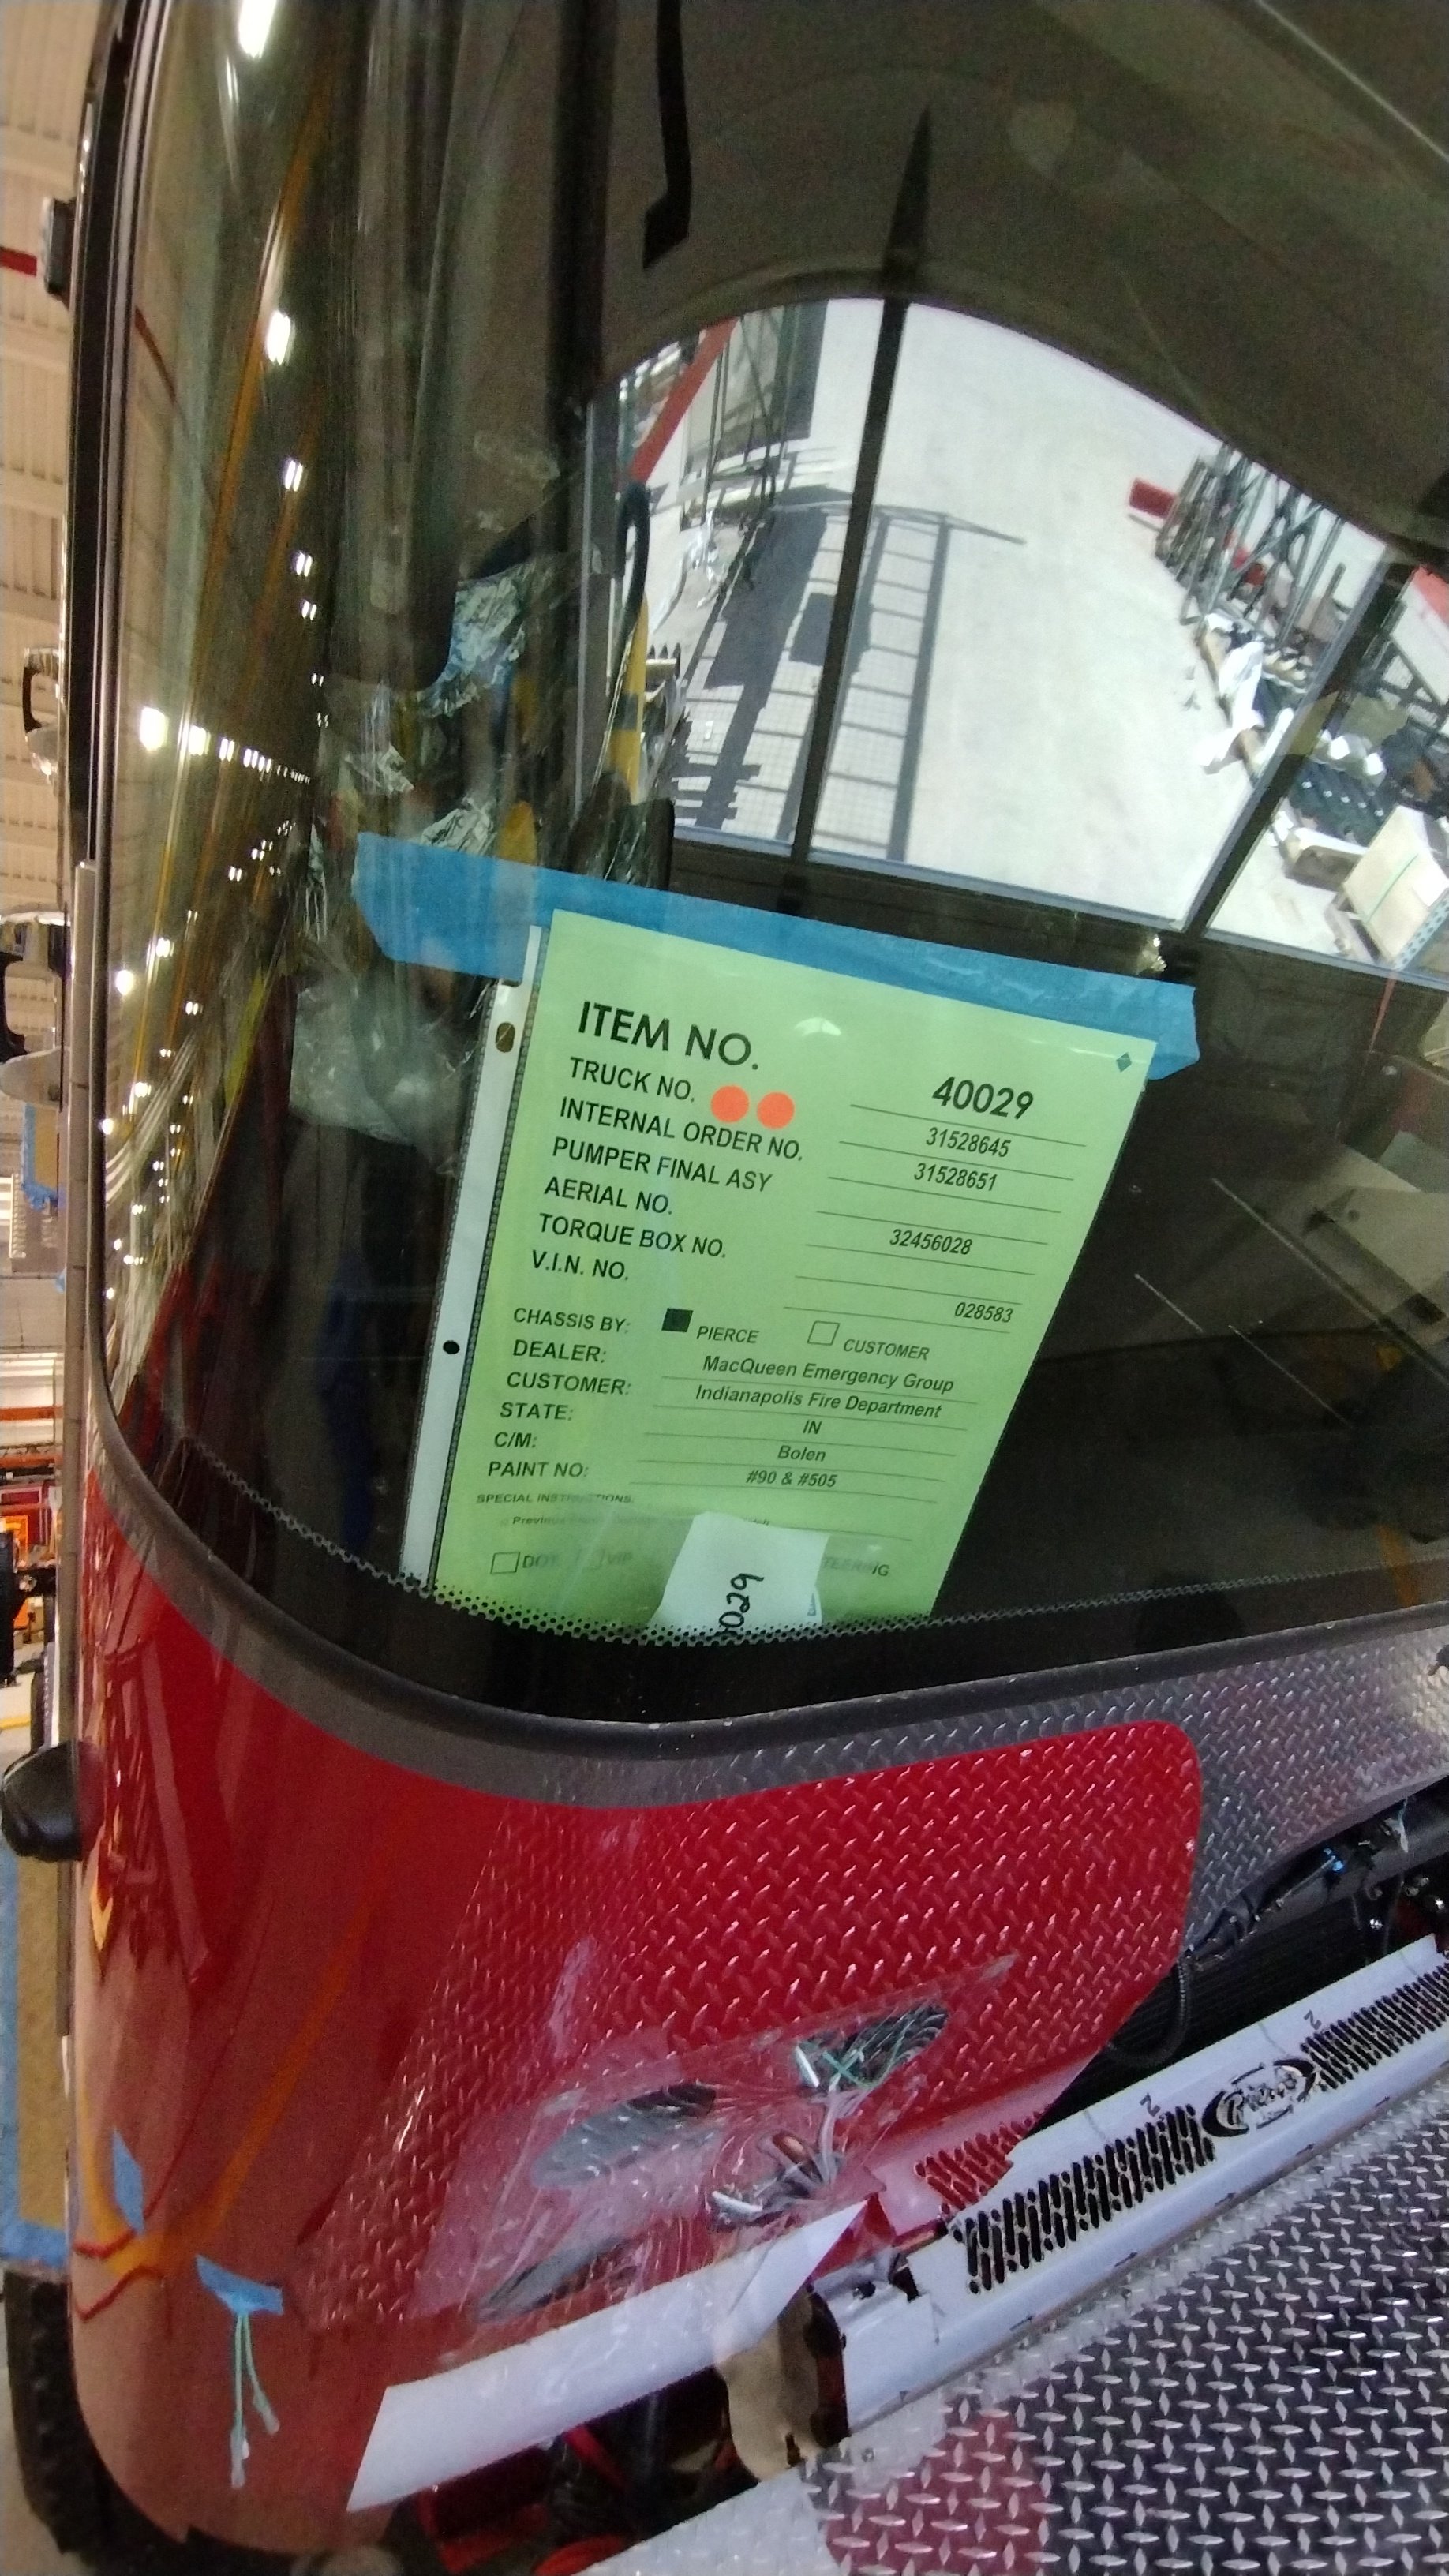 ITEM NO. 40029
TRUCK NO. 31528645
INTERNAL ORDER NO. 31528651
PUMPER FINAL ASY
AERIAL NO. 32456028
TORQUE BOX NO.
V.I.N. NO. 028583
CHASSIS BY: PIERCE CUSTOMER
DEALER: MacQueen Emergency Group
CUSTOMER: Indianapolis Fire Department
STATE: IN
C/M: Bolen
PAINT NO: #90 & #505
SPECIAL INSTRUCTIONS:
029
Pierce